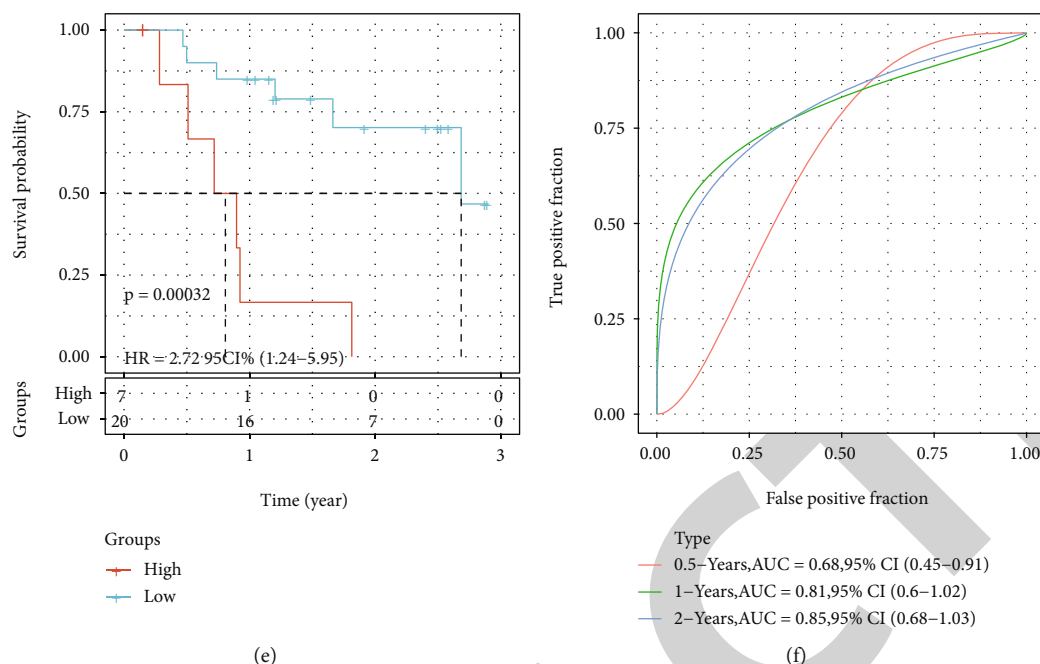 1.00
0.75
0.50
0.25
0.00
Survival probability
p = 0.00032
HR = 2.72 95CI% (1.24−5.95)
Groups
High 7 1 0 0
Low 20 16 7 0
0 1 2 3
Time (year)
Groups
High
Low
(e)
1.00
0.75
0.50
0.25
0.00
True positive fraction
0.00 0.25 0.50 0.75 1.00
False positive fraction
Type
0.5−Years,AUC = 0.68,95% CI (0.45−0.91)
1−Years,AUC = 0.81,95% CI (0.6−1.02)
2−Years,AUC = 0.85,95% CI (0.68−1.03)
(f)